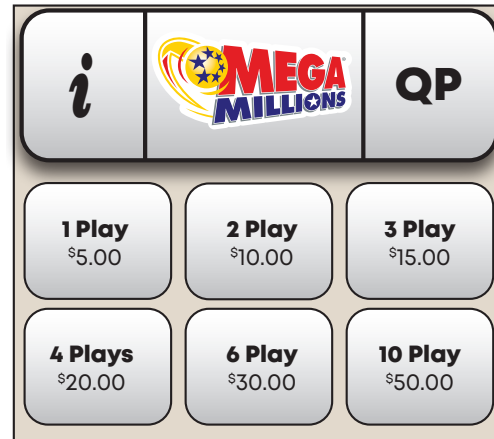 i
MEGA
MILLIONS
QP
1 Play
$5.00
2 Play
$10.00
3 Play
$15.00
4 Plays
$20.00
6 Play
$30.00
10 Play
$50.00